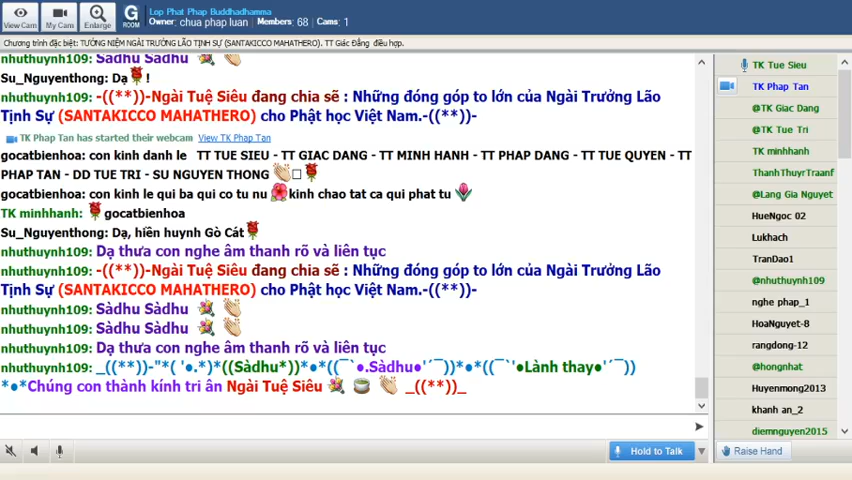 View Cam
My Cam
Enlarge
G
ROOM
Lop Phat Phap Buddhadhamma
Owner: chua phap luan Members: 68 Cams: 1
Chương trình đặc biệt: TƯỞNG NIỆM NGÀI TRƯỞNG LÃO TỊNH SỰ (SANTAKICCO MAHATHERO). TT Giác Đẳng điều hợp.
nhuthuynh109: Sàdhu Sàdhu
Su_Nguyenthong: Dạ !
nhuthuynh109: -((**))-Ngài Tuệ Siêu đang chia sẽ : Những đóng góp to lớn của Ngài Trưởng Lão
Tịnh Sự (SANTAKICCO MAHATHERO) cho Phật học Việt Nam.-((**))-
TK Phap Tan has started their webcam View TK Phap Tan
gocatbienhoa: con kinh danh le TT TUE SIEU - TT GIAC DANG - TT MINH HANH - TT PHAP DANG - TT TUE QUYEN - TT
PHAP TAN - DD TUE TRI - SU NGUYEN THONG
gocatbienhoa: con kinh le qui ba qui co tu nu kinh chao tat ca qui phat tu
TK minhhanh: gocatbienhoa
Su_Nguyenthong: Dạ, hiền huynh Gò Cát
nhuthuynh109: Dạ thưa con nghe âm thanh rõ và liên tục
nhuthuynh109: -((**))-Ngài Tuệ Siêu đang chia sẽ : Những đóng góp to lớn của Ngài Trưởng Lão
Tịnh Sự (SANTAKICCO MAHATHERO) cho Phật học Việt Nam.-((**))-
nhuthuynh109: Sàdhu Sàdhu
nhuthuynh109: Sàdhu Sàdhu
nhuthuynh109: Dạ thưa con nghe âm thanh rõ và liên tục
nhuthuynh109: _((**))-"*( '●.*)*((Sàdhu*))*●*((¯`●.Sàdhu●'´¯))*●*((¯`'●Lành thay●'´¯))
*●*Chúng con thành kính tri ân Ngài Tuệ Siêu _((**))_
TK Tue Sieu
TK Phap Tan
@TK Giac Dang
@TK Tue Tri
TK minhhanh
ThanhThuyrTraanf
@Lang Gia Nguyet
HueNgoc 02
Lukhach
TranDao1
@nhuthuynh109
nghe phap_1
HoaNguyet-8
rangdong-12
@hongnhat
Huyenmong2013
khanh an_2
diemnguyen2015
Hold to Talk
Raise Hand